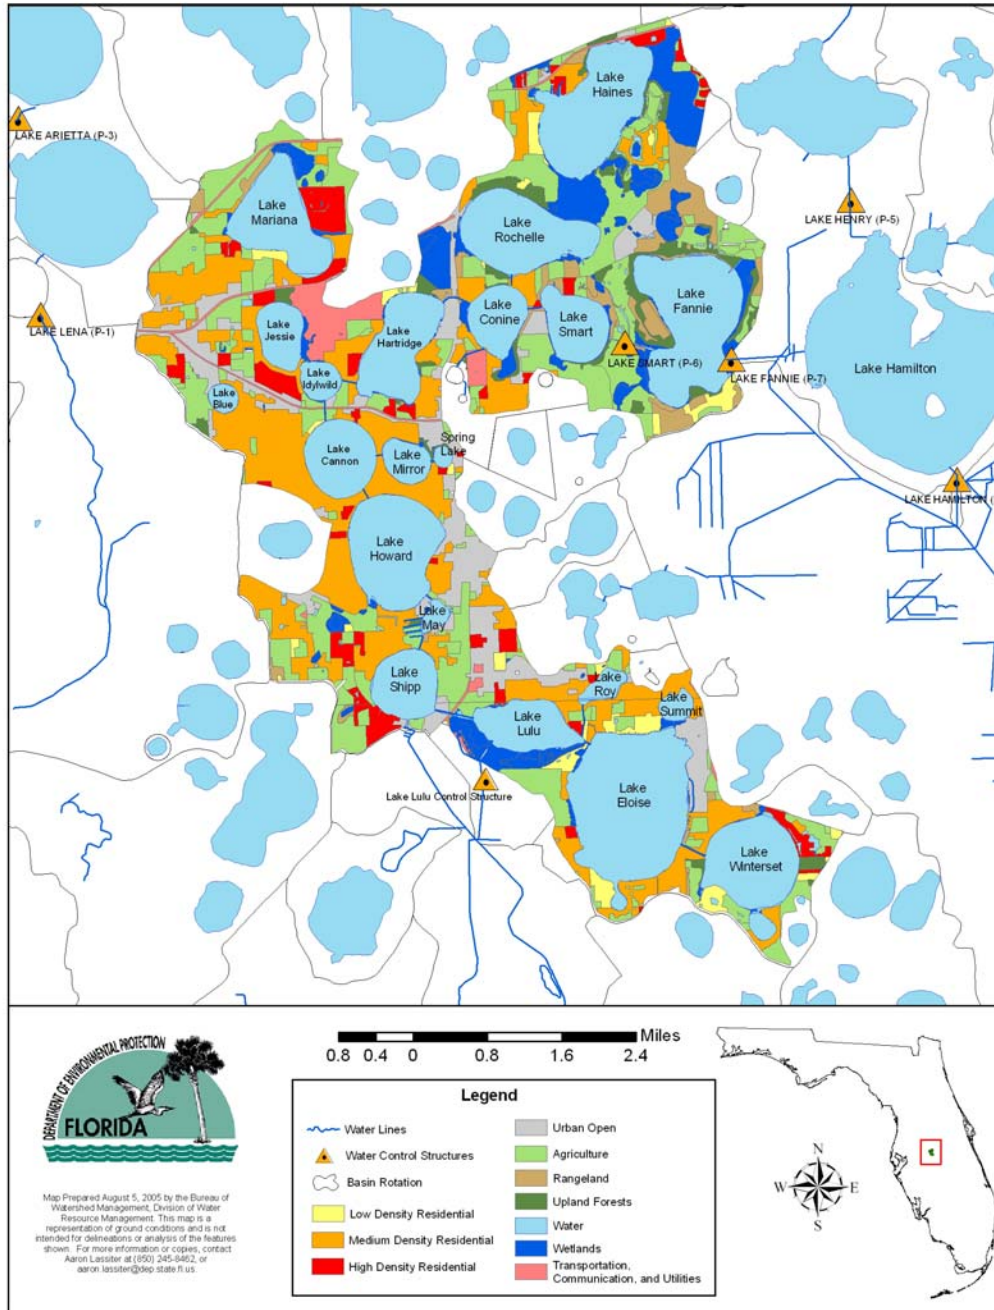 Lake
Haines
LAKE ARIETTA (P-3)
Lake
Mariana
LAKE HENRY (P-5)
Lake
Rochelle
Lake
Fannie
Lake
Conine
Lake
Smart
LAKE LENA (P-1)
Lake
Jessie
Lake
Hartridge
LAKE SMART (P-6)
LAKE FANNIE (P-7)
Lake Hamilton
Lake
Idylwild
Lake
Blue
Spring
Lake
Lake
Cannon
Lake
Mirror
LAKE HAMILTON (
Lake
Howard
Lake
May
Lake
Shipp
Lake
Roy
Lake
Summit
Lake
Lulu
Lake
Eloise
Lake Lulu Control Structure
Lake
Winterset
DEPARTMENT OF ENVIRONMENTAL PROTECTION
FLORIDA
Map Prepared August 5, 2005 by the Bureau of
Watershed Management, Division of Water
Resource Management. This map is a
representation of ground conditions and is not
intended for delineations or analysis of the features
shown. For more information or copies, contact
Aaron Lassiter at (850) 245-8462, or
aaron.lassiter@dep.state.fl.us
Miles
0.8 0.4 0 0.8 1.6 2.4
Legend
Water Lines
Water Control Structures
Basin Rotation
Low Density Residential
Medium Density Residential
High Density Residential
Urban Open
Agriculture
Rangeland
Upland Forests
Water
Wetlands
Transportation,
Communication, and Utilities
N
W E
S